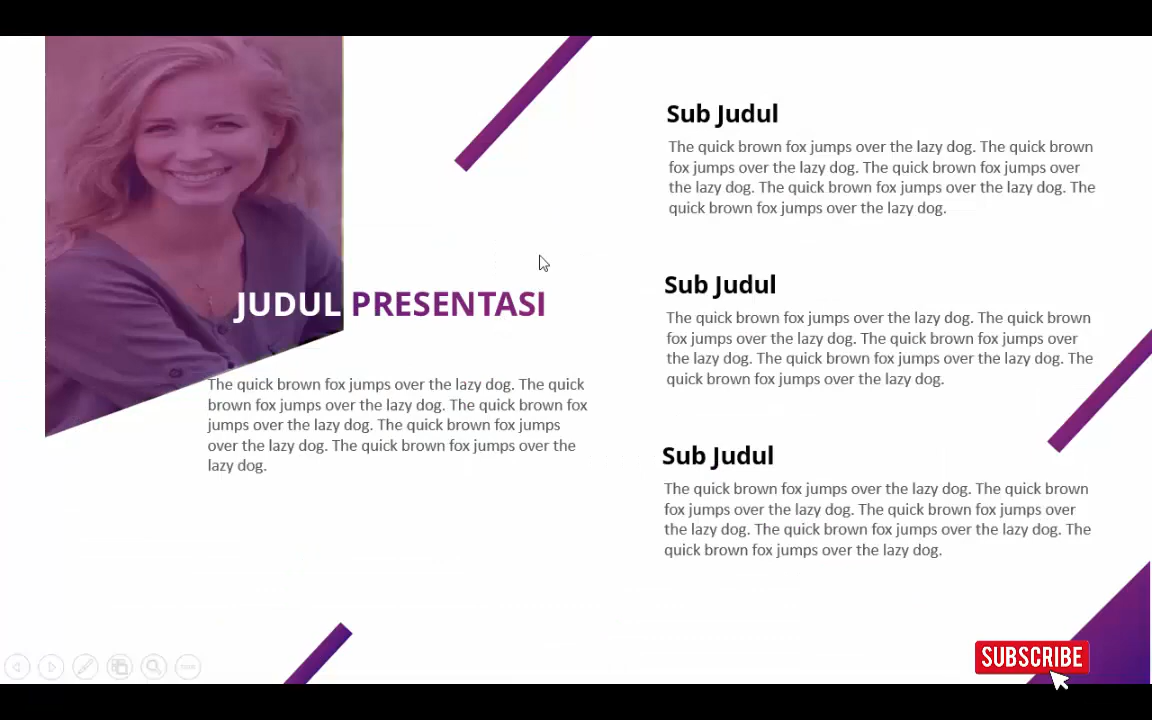 JUDUL PRESENTASI
The quick brown fox jumps over the lazy dog. The quick
brown fox jumps over the lazy dog. The quick brown fox
jumps over the lazy dog. The quick brown fox jumps
over the lazy dog. The quick brown fox jumps over the
lazy dog.
Sub Judul
The quick brown fox jumps over the lazy dog. The quick brown
fox jumps over the lazy dog. The quick brown fox jumps over
the lazy dog. The quick brown fox jumps over the lazy dog. The
quick brown fox jumps over the lazy dog.
Sub Judul
The quick brown fox jumps over the lazy dog. The quick brown
fox jumps over the lazy dog. The quick brown fox jumps over
the lazy dog. The quick brown fox jumps over the lazy dog. The
quick brown fox jumps over the lazy dog.
Sub Judul
The quick brown fox jumps over the lazy dog. The quick brown
fox jumps over the lazy dog. The quick brown fox jumps over
the lazy dog. The quick brown fox jumps over the lazy dog. The
quick brown fox jumps over the lazy dog.
SUBSCRIBE